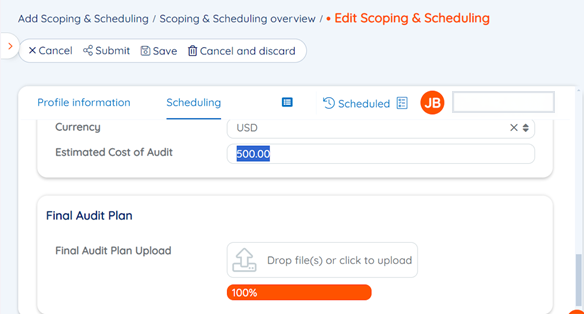 Add Scoping & Scheduling / Scoping & Scheduling overview / • Edit Scoping & Scheduling
Cancel Submit Save Cancel and discard
Profile information Scheduling Scheduled JB
Currency USD
Estimated Cost of Audit 500.00
Final Audit Plan
Final Audit Plan Upload Drop file(s) or click to upload
100%